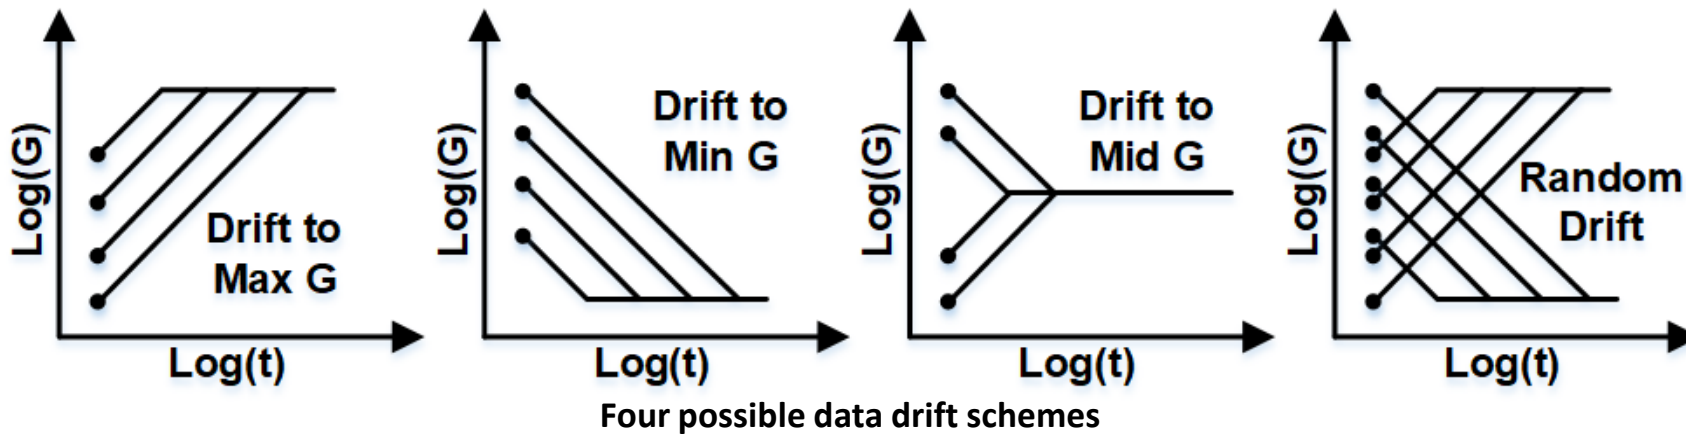 Log(G)
Drift to
Max G
Log(t)
Log(G)
Drift to
Min G
Log(t)
Log(G)
Drift to
Mid G
Log(t)
Log(G)
Random
Drift
Log(t)
Four possible data drift schemes